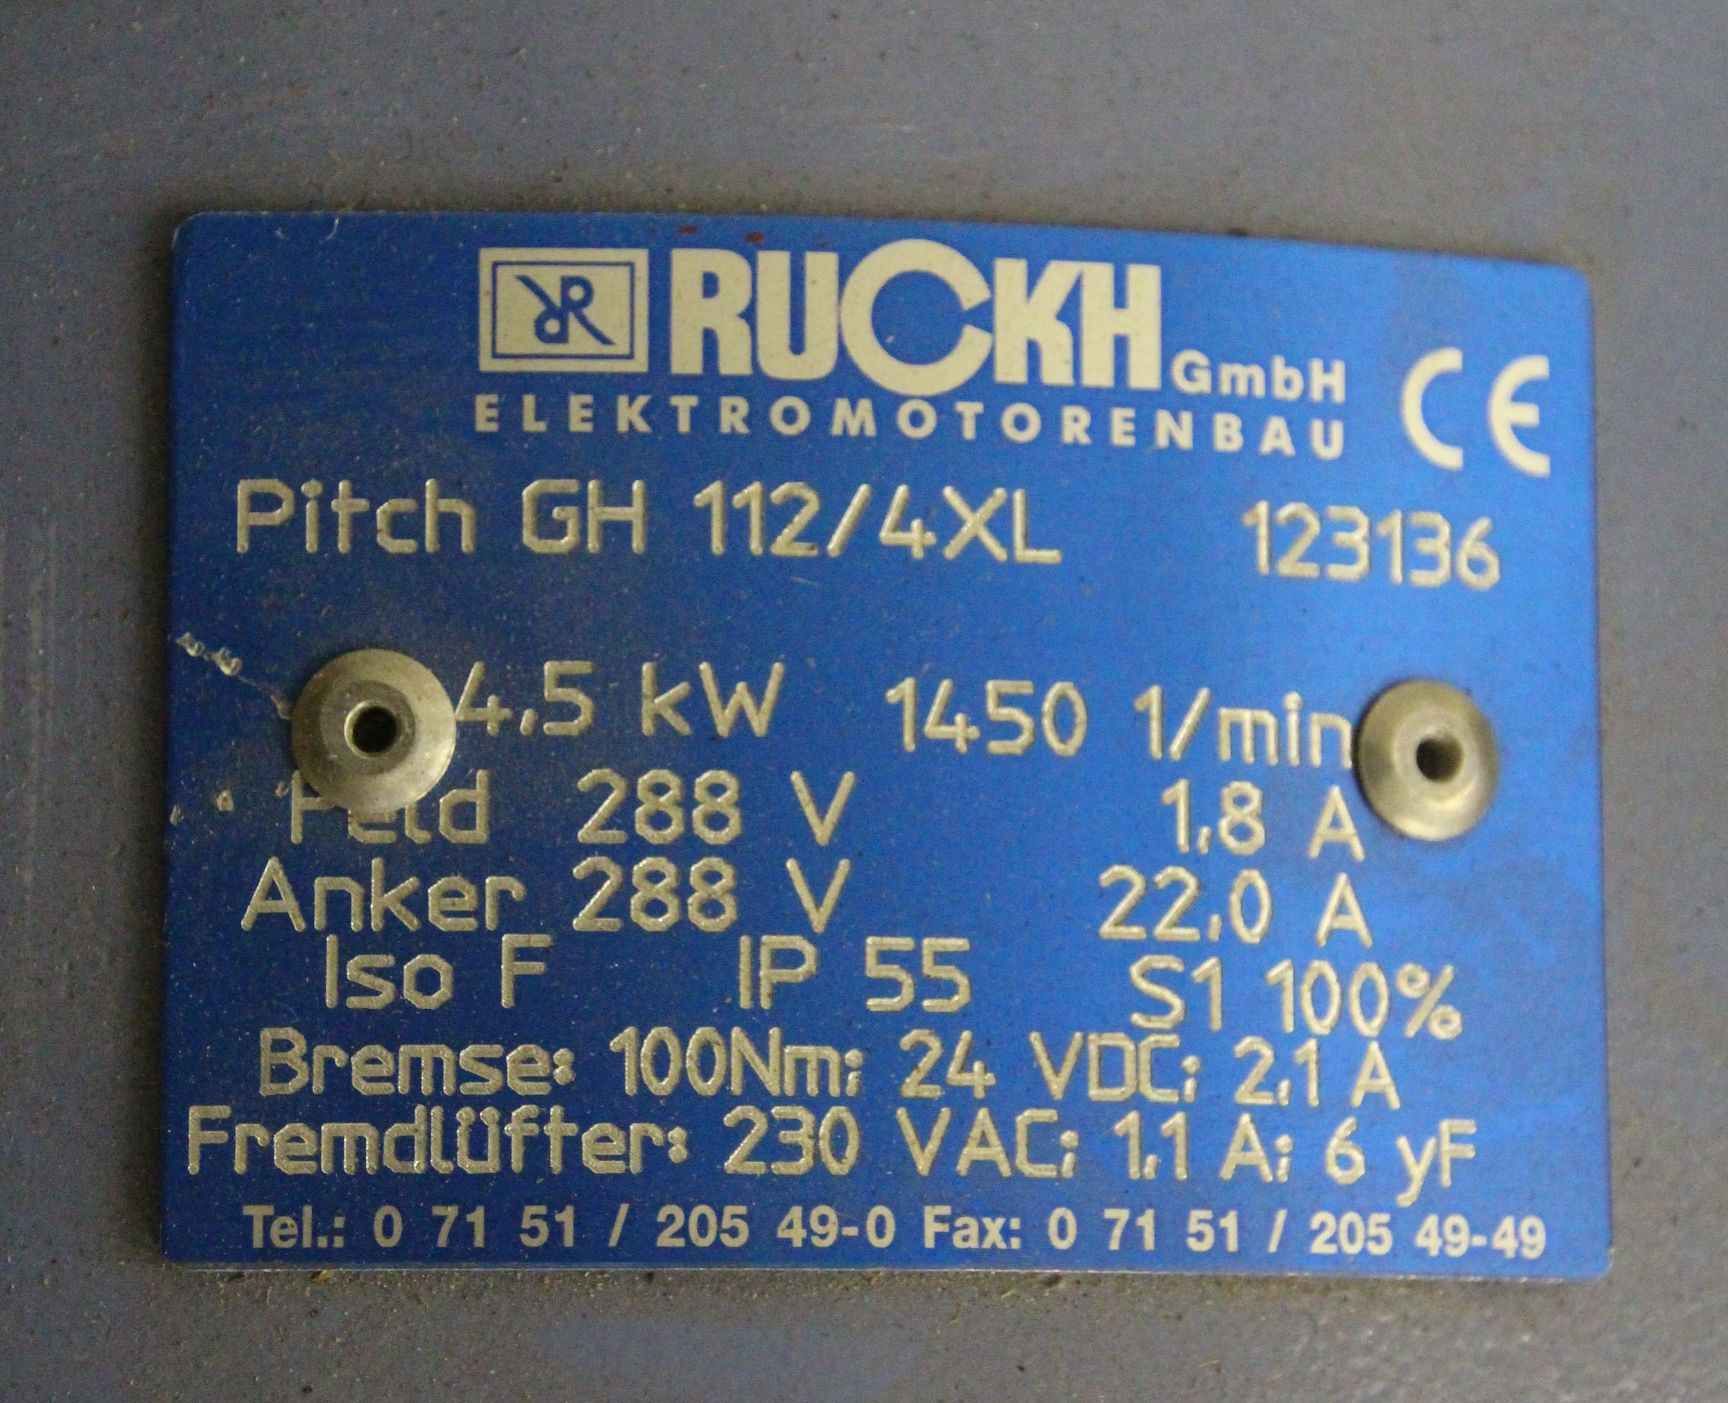 RUCKH GmbH CE
ELEKTROMOTORENBAU
Pitch GH 112/4XL 123136
4,5 kW 1450 1/min
Feld 288 V 1,8 A
Anker 288 V 22,0 A
Iso F IP 55 S1 100%
Bremse: 100Nm; 24 VDC; 2,1 A
Fremdlüfter: 230 VAC; 1,1 A; 6 yF
Tel.: 0 71 51 / 205 49-0 Fax: 0 71 51 / 205 49-49